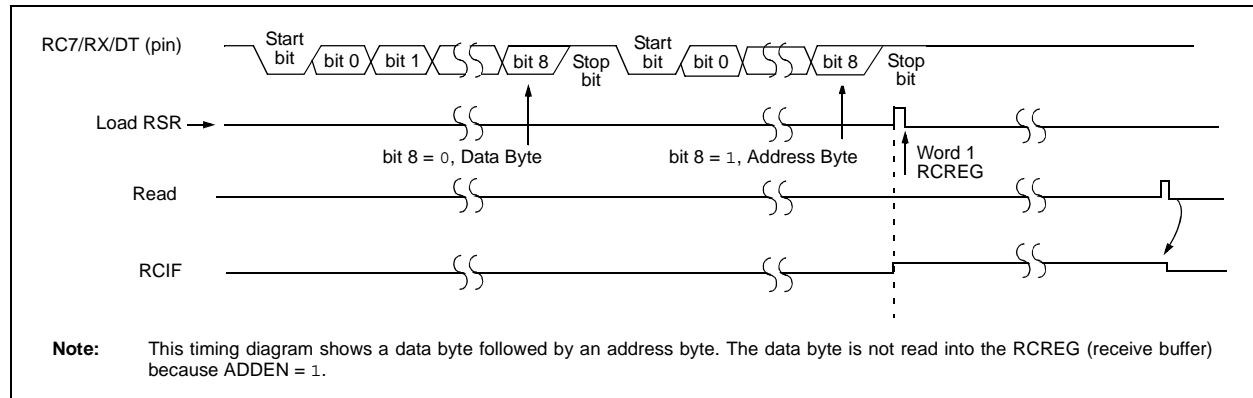 RC7/RX/DT (pin)
Start
bit
bit 0
bit 1
bit 8
Stop
bit
Start
bit
bit 0
bit 8
Stop
bit
Load RSR
bit 8 = 0, Data Byte
bit 8 = 1, Address Byte
Word 1
RCREG
Read
RCIF
Note: This timing diagram shows a data byte followed by an address byte. The data byte is not read into the RCREG (receive buffer)
because ADDEN = 1.